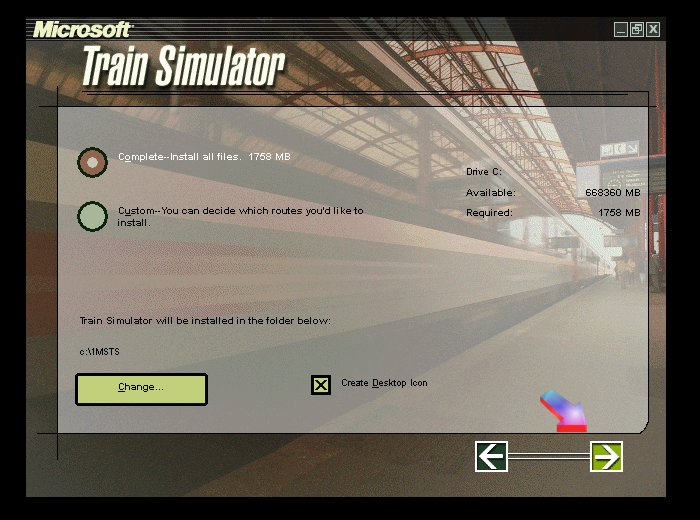 Microsoft
Train Simulator
Complete--Install all files. 1758 MB
Drive C:
Available: 668360 MB
Required: 1758 MB
Custom--You can decide which routes you'd like to
install.
Train Simulator will be installed in the folder below:
c:\1MSTS
Change...
Create Desktop Icon